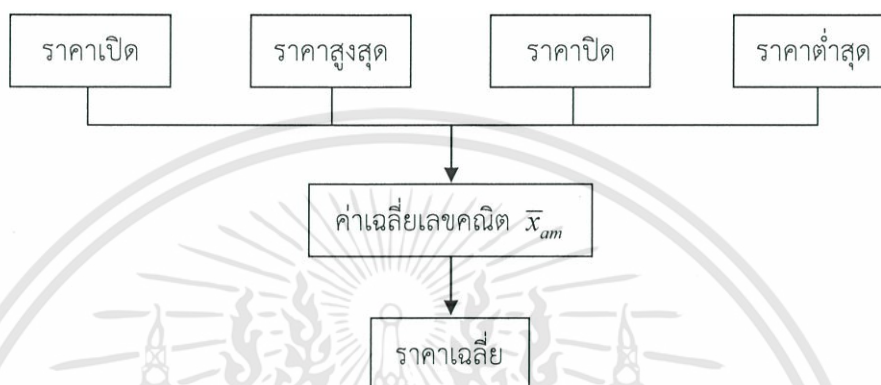 ราคาเปิด ราคาสูงสุด ราคาปิด ราคาต่ำสุด
ค่าเฉลี่ยเลขคณิต x̄_am
ราคาเฉลี่ย